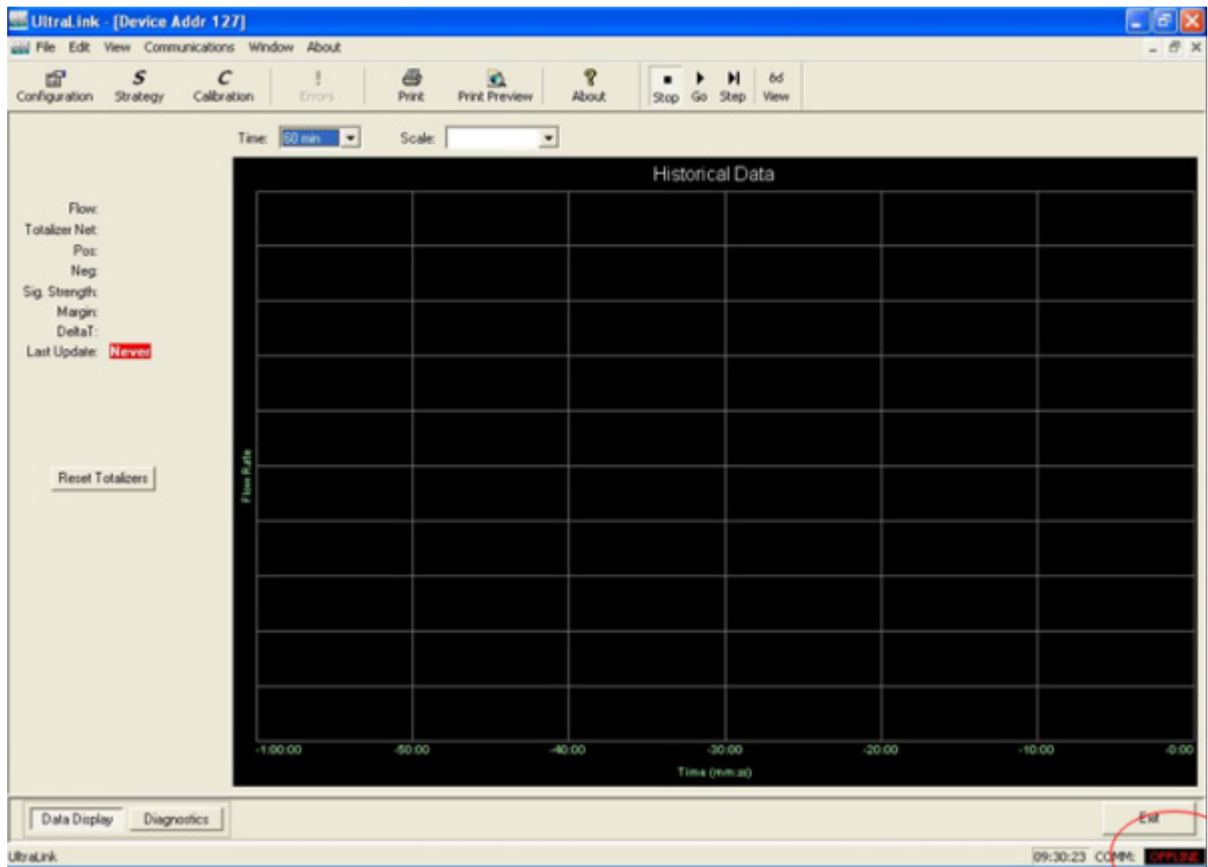 UltraLink - [Device Addr 127]
File Edit View Communications Window About
Configuration Strategy Calibration Errors Print Print Preview About Stop Go Step View
Time: 60 min Scale:
Historical Data
Flow:
Totalizer Net:
Pos:
Neg:
Sig. Strength:
Margin:
DeltaT:
Last Update: Never
Reset Totalizers
Flow Rate
-1:00:00 -50:00 -40:00 -30:00 -20:00 -10:00 -0:00
Time (mm:ss)
Data Display Diagnostics Exit
UltraLink 09:30:23 COMM: OFFLINE